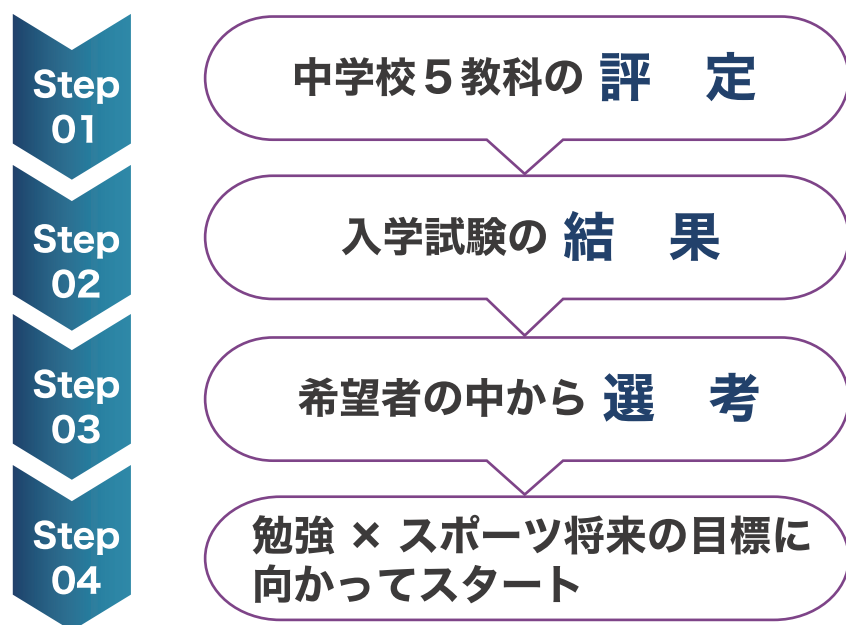 Step
01
中学校５教科の 評　定
Step
02
入学試験の 結　果
Step
03
希望者の中から 選　考
Step
04
勉強 × スポーツ将来の目標に
向かってスタート